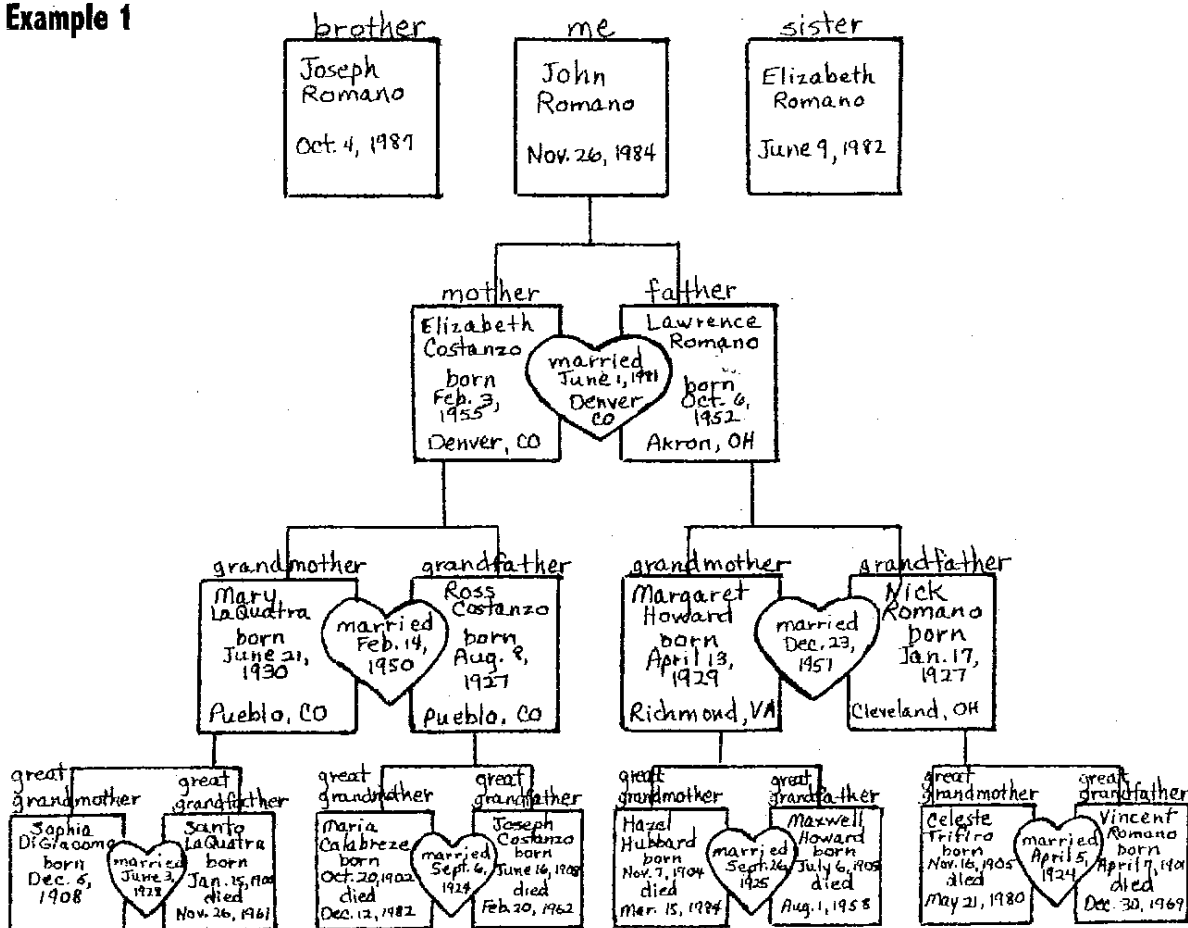 Example 1
brother
Joseph
Romano
Oct. 4, 1987
me
John
Romano
Nov. 26, 1984
sister
Elizabeth
Romano
June 9, 1982
mother
Elizabeth
Costanzo
born
Feb. 3,
1955
Denver, CO
married
June 1, 1981
Denver
CO
father
Lawrence
Romano
born
Oct. 6,
1952
Akron, OH
grandmother
Mary
LaQuatra
born
June 21,
1930
Pueblo, CO
married
Feb. 14,
1950
grandfather
Ross
Costanzo
born
Aug. 8,
1927
Pueblo, CO
grandmother
Margaret
Howard
born
April 13,
1929
Richmond, VA
married
Dec. 23,
1951
grandfather
Nick
Romano
born
Jan. 17,
1927
Cleveland, OH
great
grandmother
Sophia
DiGiacomo
born
Dec. 5,
1908
married
June 3,
1928
great
grandfather
Santo
LaQuatra
born
Jan. 15,
died
Nov. 26, 1961
great
grandmother
Maria
Calabreze
born
Oct. 20, 1902
died
Dec. 12, 1982
married
Sept. 6,
1924
great
grandfather
Joseph
Costanzo
born
June 16,
died
Feb. 20, 1962
great
grandmother
Hazel
Hubbard
born
Nov. 7, 1904
died
Mar. 15, 1984
married
Sept. 26,
1925
great
grandfather
Maxwell
Howard
born
July 6,
died
Aug. 1, 1958
great
grandmother
Celeste
Trifiro
born
Nov. 16, 1905
died
May 21, 1980
married
April 5,
1924
great
grandfather
Vincent
Romano
born
April 7,
died
Dec. 30, 1969